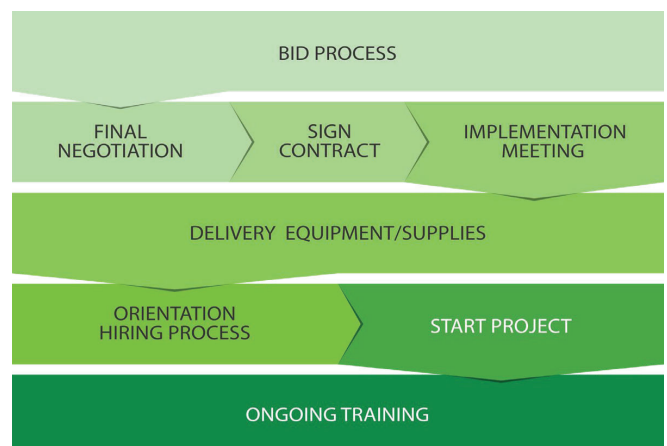 BID PROCESS
FINAL
NEGOTIATION
SIGN
CONTRACT
IMPLEMENTATION
MEETING
DELIVERY EQUIPMENT/SUPPLIES
ORIENTATION
HIRING PROCESS
START PROJECT
ONGOING TRAINING